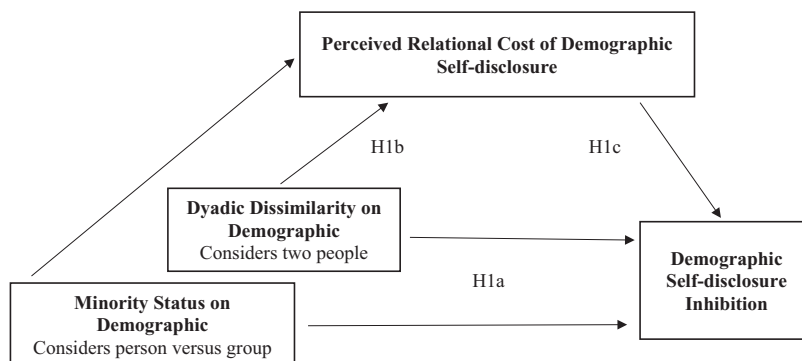 Perceived Relational Cost of Demographic
Self-disclosure
H1b
H1c
Dyadic Dissimilarity on
Demographic
Considers two people
Demographic
Self-disclosure
Inhibition
H1a
Minority Status on
Demographic
Considers person versus group